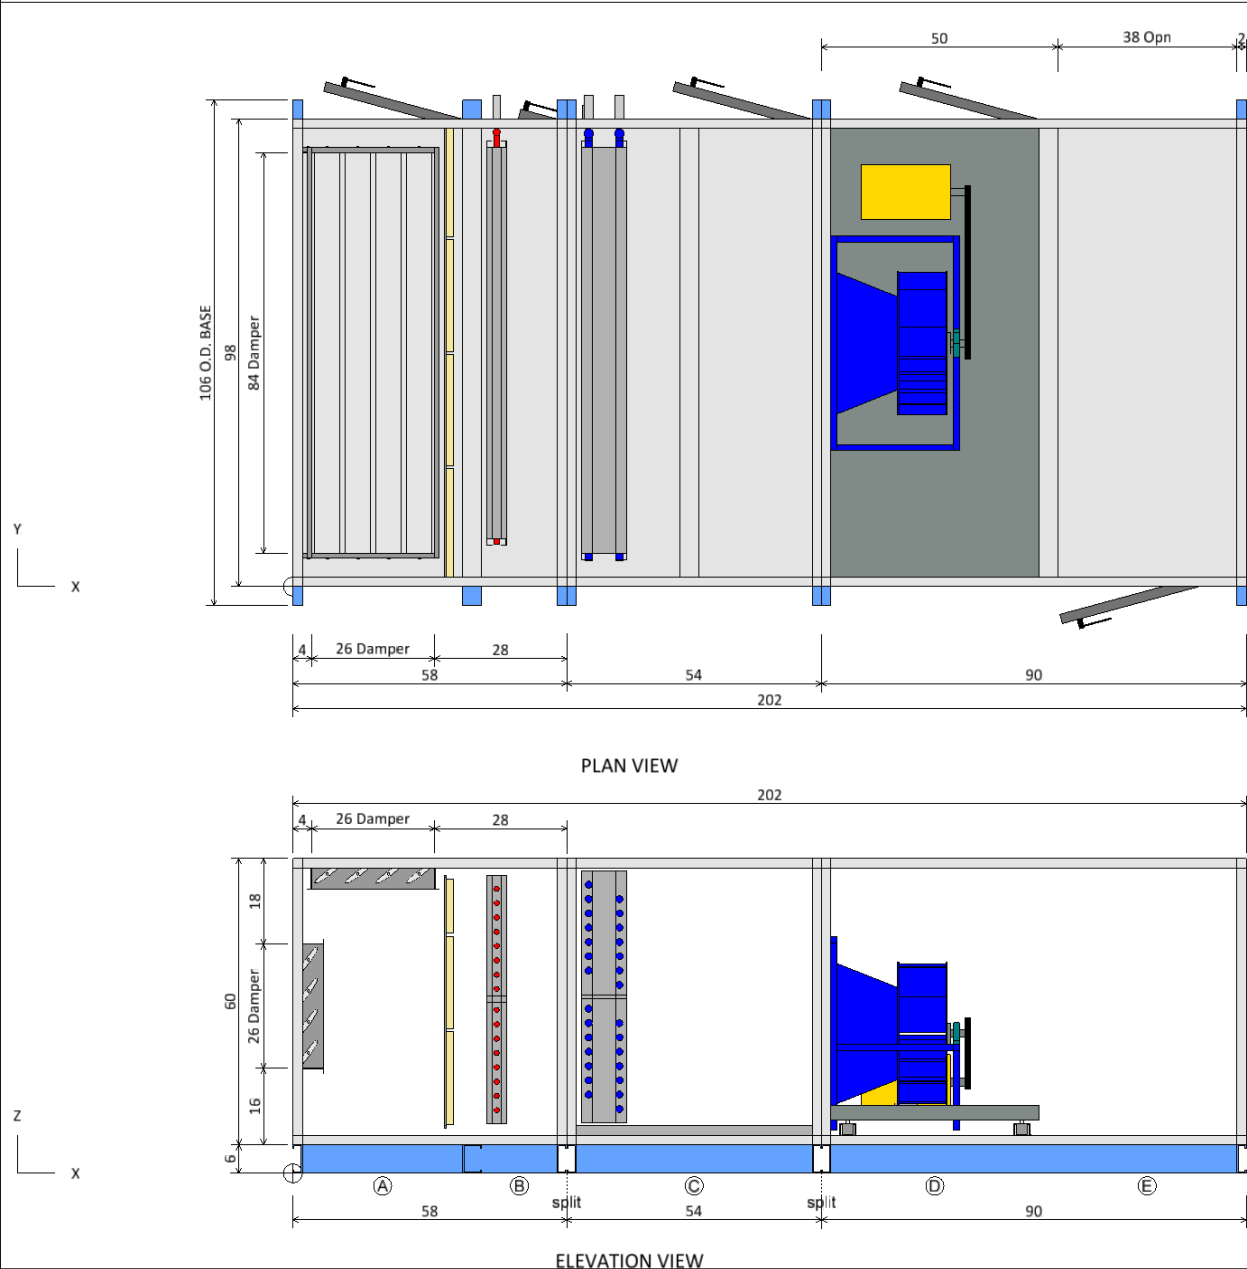 50
38 Opn
2
106 O.D. BASE
98
84 Damper
Y
X
4
26 Damper
28
58
54
90
202
PLAN VIEW
202
4
26 Damper
28
18
60
26 Damper
16
6
Z
X
A
B
C
D
E
split
split
58
54
90
ELEVATION VIEW